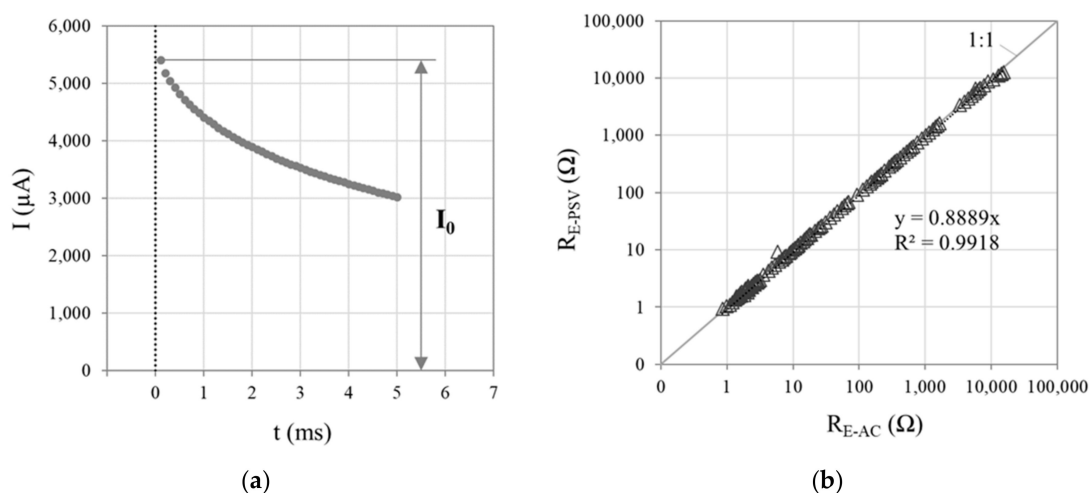 6,000
5,000
4,000
3,000
2,000
1,000
0
I (µA)
I₀
0 1 2 3 4 5 6 7
t (ms)
(a)
100,000
10,000
1,000
100
10
1
0
R_E-PSV (Ω)
1:1
y = 0.8889x
R² = 0.9918
0 1 10 100 1,000 10,000 100,000
R_E-AC (Ω)
(b)